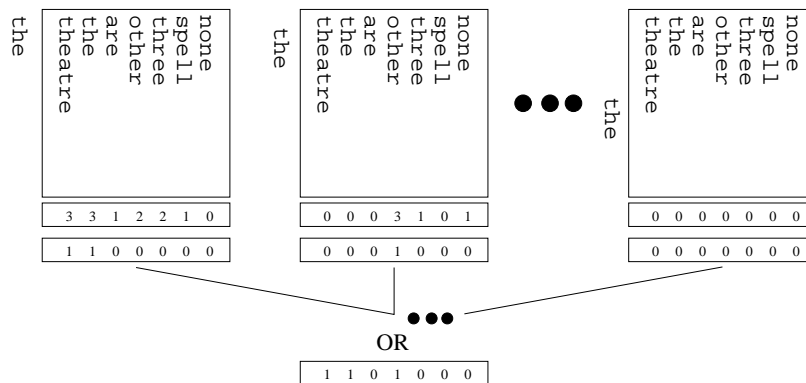 the
theatre
the
are
other
three
spell
none
the
theatre
the
are
other
three
spell
none
the
theatre
the
are
other
three
spell
none
3 3 1 2 2 1 0
0 0 0 3 1 0 1
0 0 0 0 0 0 0
1 1 0 0 0 0 0
0 0 0 1 0 0 0
0 0 0 0 0 0 0
OR
1 1 0 1 0 0 0